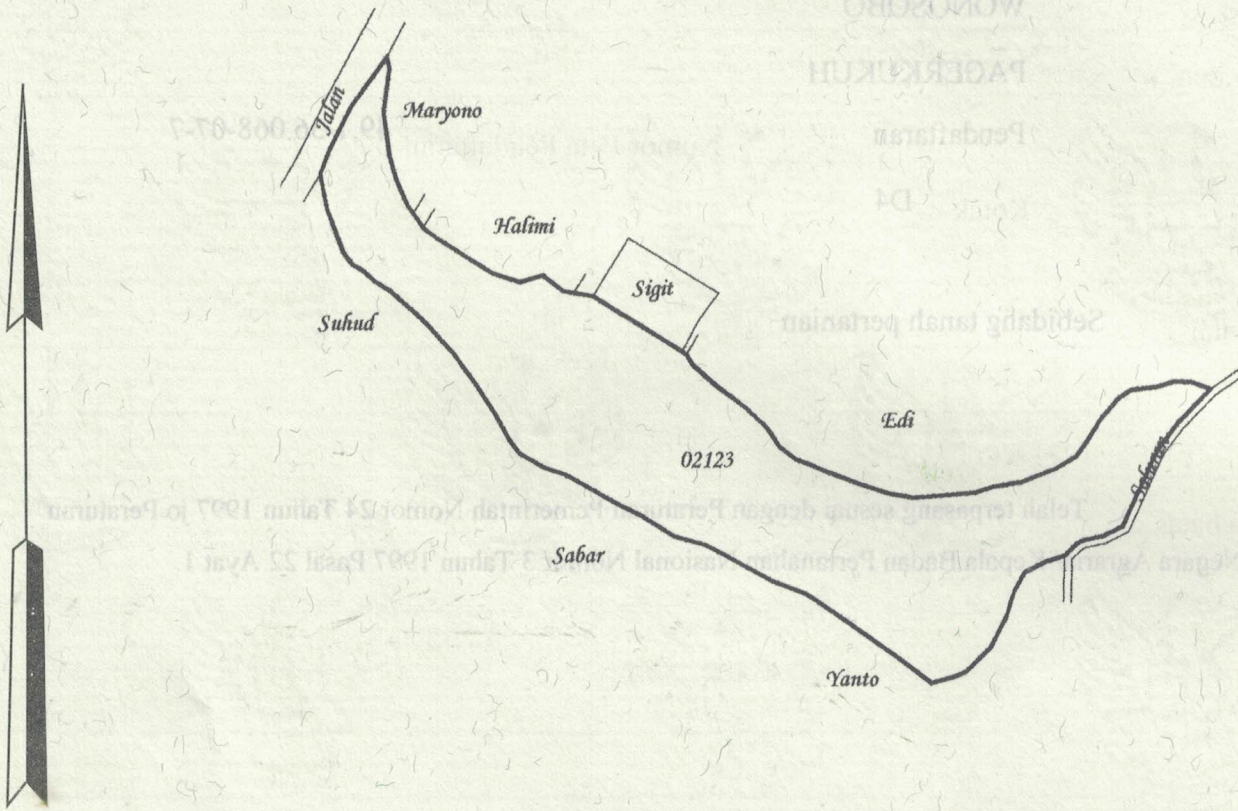 WONOSOBO
PAGERKUKUH
Jalan
Maryono
Pendaftaran
D4
Halimi
Sigit
Suhud
Sebidang tanah pertanian
Edi
02123
Saluran
Telah terpasang sesuai dengan Peraturan Pemerintah Nomor 24 Tahun 1997 jo Peraturan
Negara Agraria/Kepala Badan Pertanahan Nasional Nomor 3 Tahun 1997 Pasal 22 Ayat 1
Sabar
Yanto